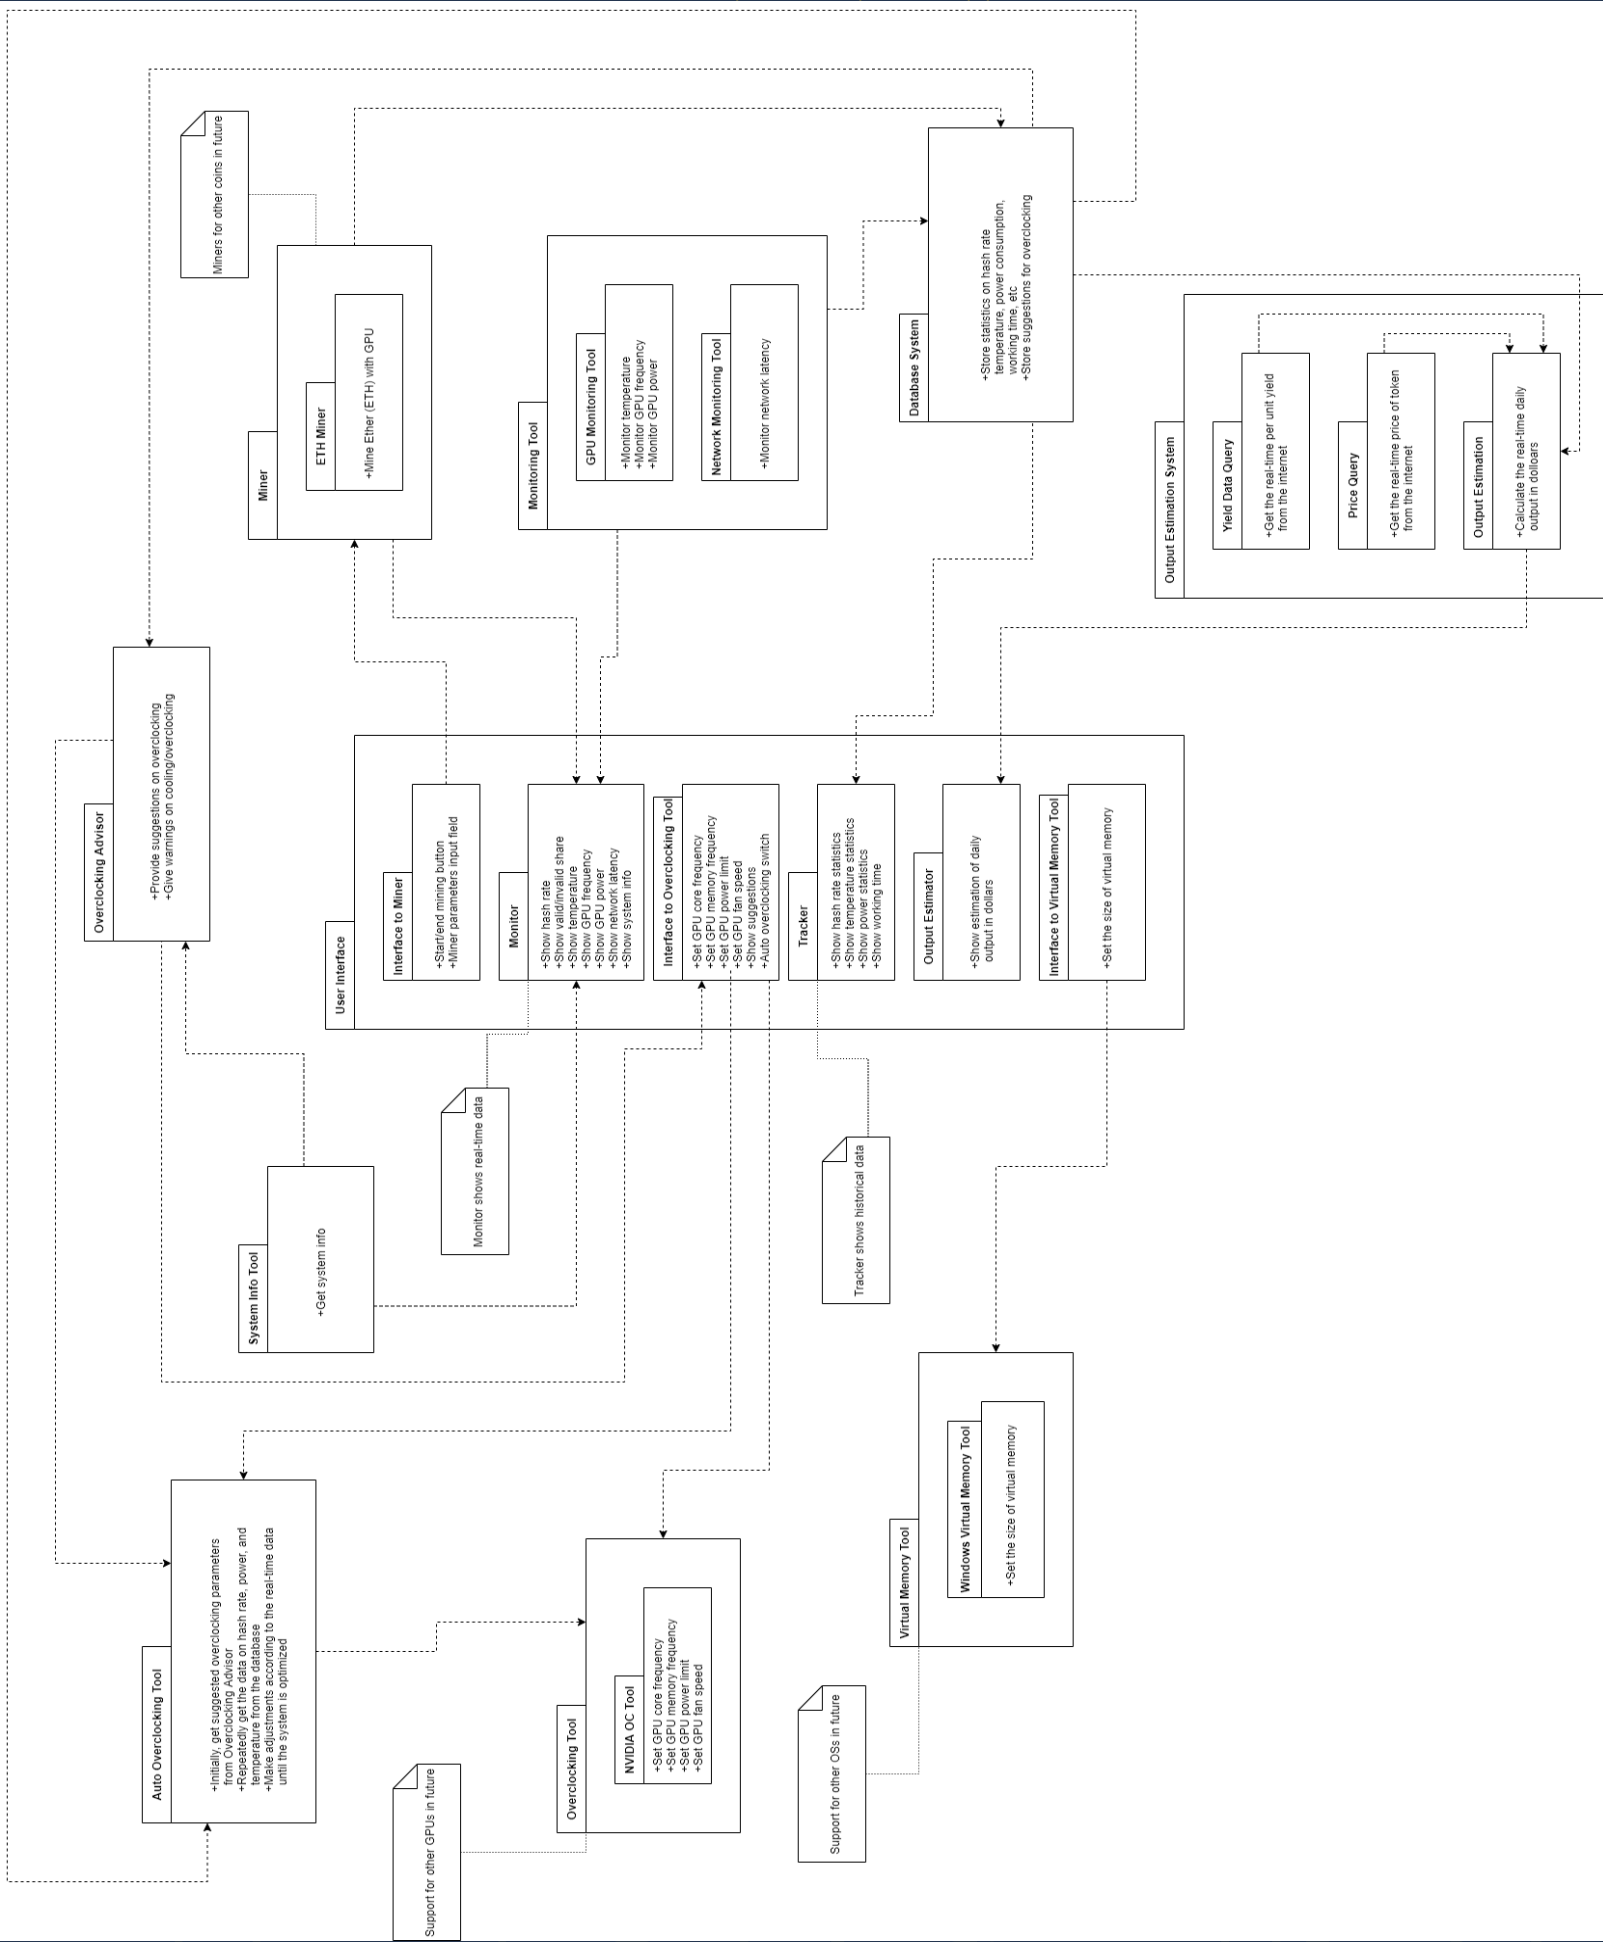 Miners for other coins in future
Miner
ETH Miner
+Mine Ether (ETH) with GPU
Monitoring Tool
GPU Monitoring Tool
+Monitor temperature
+Monitor GPU frequency
+Monitor GPU power
Network Monitoring Tool
+Monitor network latency
Database System
+Store statistics on hash rate
temperature, power consumption,
working time, etc
+Store suggestions for overclocking
Output Estimation System
Yield Data Query
+Get the real-time per unit yield
from the internet
Price Query
+Get the real-time price of token
from the internet
Output Estimation
+Calculate the real-time daily
output in dolloars
Overclocking Advisor
+Provide suggestions on overclocking
+Give warnings on cooling/overclocking
User Interface
Interface to Miner
+Start/end mining button
+Miner parameters input field
Monitor
+Show hash rate
+Show valid/invalid share
+Show temperature
+Show GPU frequency
+Show GPU power
+Show network latency
+Show system info
Interface to Overclocking Tool
+Set GPU core frequency
+Set GPU memory frequency
+Set GPU power limit
+Set GPU fan speed
+Show suggestions
+Auto overclocking switch
Tracker
+Show hash rate statistics
+Show temperature statistics
+Show power statistics
+Show working time
Output Estimator
+Show estimation of daily
output in dollars
Interface to Virtual Memory Tool
+Set the size of virtual memory
System Info Tool
+Get system info
Monitor shows real-time data
Tracker shows historical data
Auto Overclocking Tool
+Initially, get suggested overclocking parameters
from Overclocking Advisor
+Repeatedly get the data on hash rate, power, and
temperature from the database
+Make adjustments according to the real-time data
until the system is optimized
Overclocking Tool
NVIDIA OC Tool
+Set GPU core frequency
+Set GPU memory frequency
+Set GPU power limit
+Set GPU fan speed
Support for other GPUs in future
Virtual Memory Tool
Windows Virtual Memory Tool
+Set the size of virtual memory
Support for other OSs in future